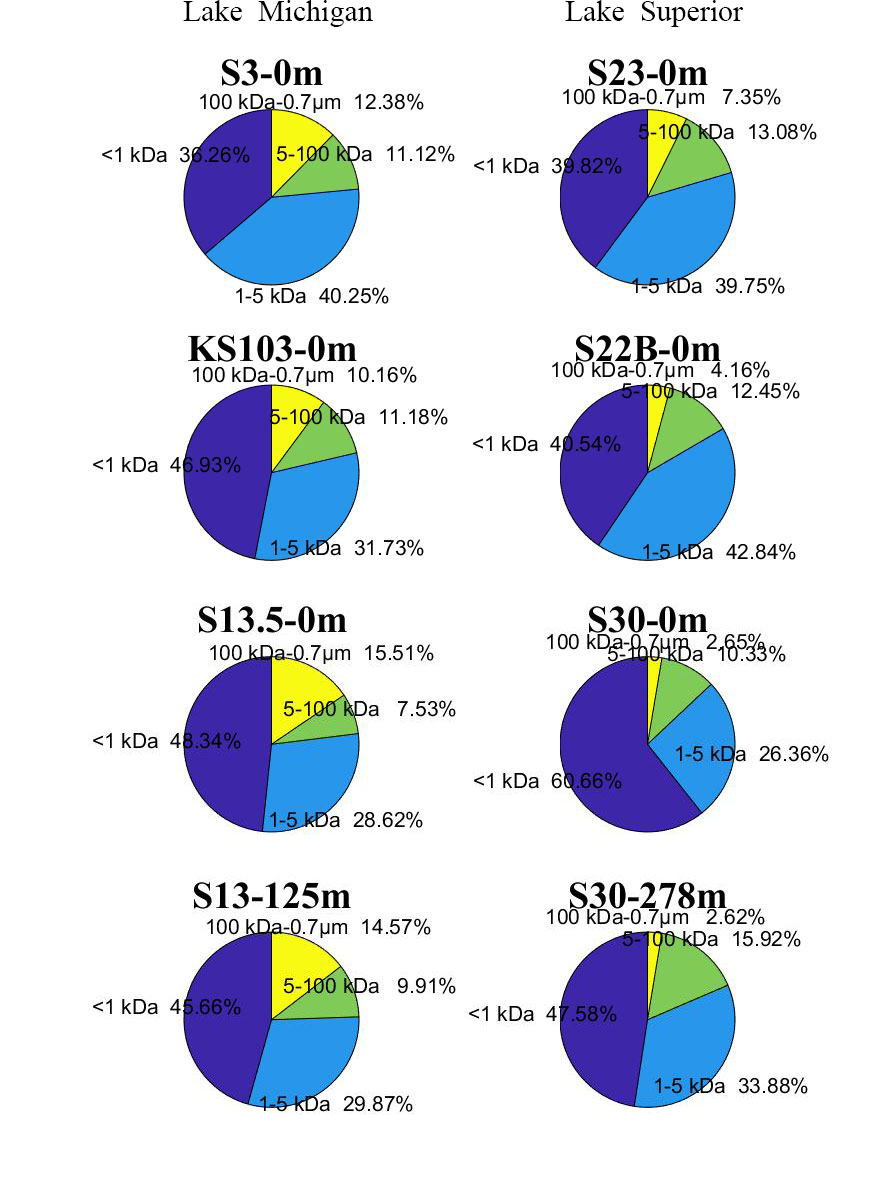 Lake Michigan
Lake Superior
S3-0m
100 kDa-0.7µm 12.38%
<1 kDa 36.26%
5-100 kDa 11.12%
1-5 kDa 40.25%
S23-0m
100 kDa-0.7µm 7.35%
5-100 kDa 13.08%
<1 kDa 39.82%
1-5 kDa 39.75%
KS103-0m
100 kDa-0.7µm 10.16%
5-100 kDa 11.18%
<1 kDa 46.93%
1-5 kDa 31.73%
S22B-0m
100 kDa-0.7µm 4.16%
5-100 kDa 12.45%
<1 kDa 40.54%
1-5 kDa 42.84%
S13.5-0m
100 kDa-0.7µm 15.51%
5-100 kDa 7.53%
<1 kDa 48.34%
1-5 kDa 28.62%
S30-0m
100 kDa-0.7µm 2.65%
5-100 kDa 10.33%
1-5 kDa 26.36%
<1 kDa 60.66%
S13-125m
100 kDa-0.7µm 14.57%
5-100 kDa 9.91%
<1 kDa 45.66%
1-5 kDa 29.87%
S30-278m
100 kDa-0.7µm 2.62%
5-100 kDa 15.92%
<1 kDa 47.58%
1-5 kDa 33.88%